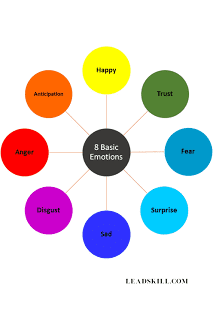 Happy
Anticipation
Trust
Anger
8 Basic
Emotions
Fear
Disgust
Surprise
Sad
LEADSKILL.COM